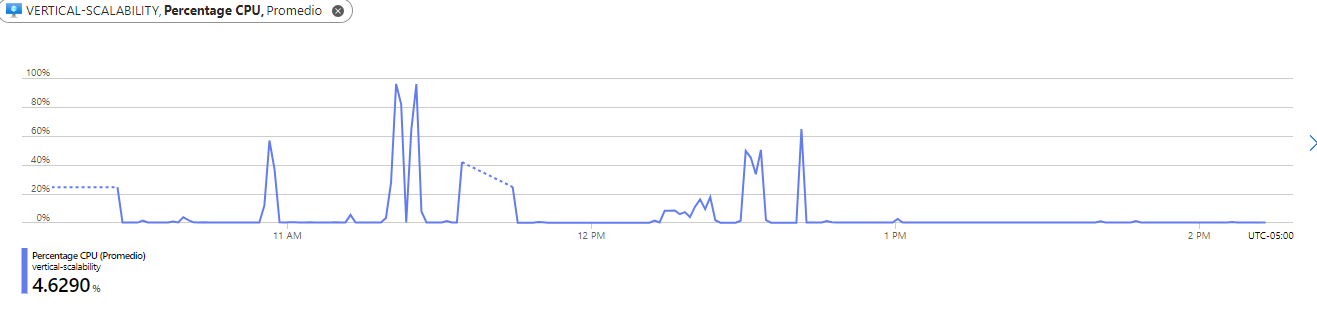 VERTICAL-SCALABILITY, Percentage CPU, Promedio
100%
80%
60%
40%
20%
0%
11 AM 12 PM 1 PM 2 PM UTC-05:00
Percentage CPU (Promedio)
vertical-scalability
4.6290 %